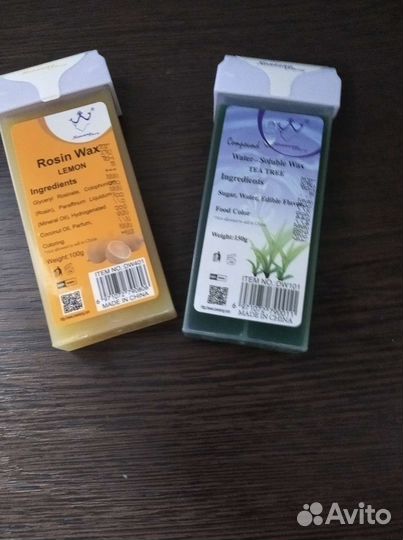 Rosin Wax
LEMON
Ingredients
Glyceryl Rosinate, Colophonium
(Rosin), Paraffinum Liquidum
(Mineral Oil), Hydrogenated
Coconut Oil, Parfum,
Coloring
Weight:100g
ITEM NO.:DW401
MADE IN CHINA
Compound
Water--Soluble Wax
TEA TREE
Ingredients
Sugar, Water, Edible Flavor
Food Color
Weight:150g
ITEM NO.:DW101
MADE IN CHINA
Avito